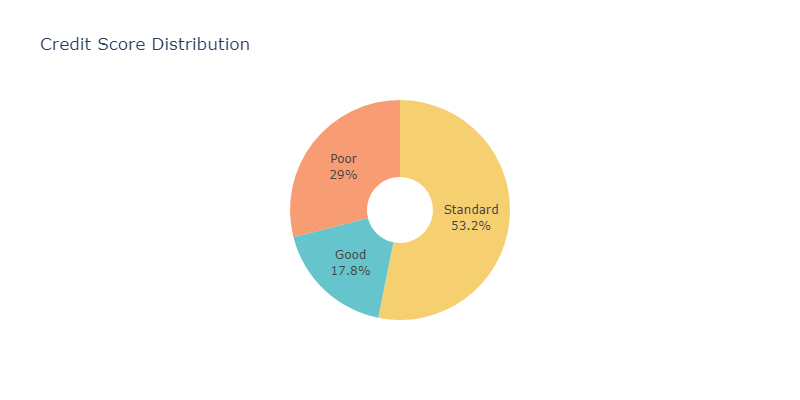 Credit Score Distribution
Poor
29%
Standard
53.2%
Good
17.8%